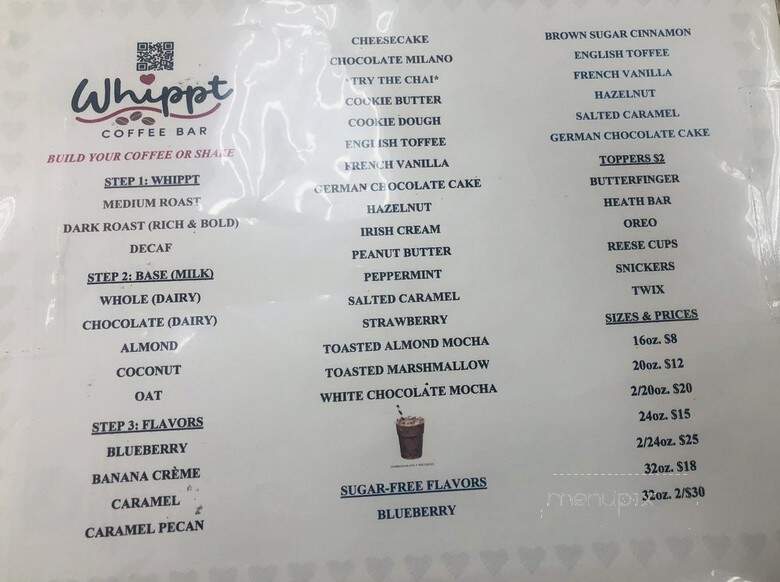 Whippt
COFFEE BAR
BUILD YOUR COFFEE OR SHAKE
STEP 1: WHIPPT
MEDIUM ROAST
DARK ROAST (RICH & BOLD)
DECAF
STEP 2: BASE (MILK)
WHOLE (DAIRY)
CHOCOLATE (DAIRY)
ALMOND
COCONUT
OAT
STEP 3: FLAVORS
BLUEBERRY
BANANA CRÈME
CARAMEL
CARAMEL PECAN
CHEESECAKE
CHOCOLATE MILANO
*TRY THE CHAI*
COOKIE BUTTER
COOKIE DOUGH
ENGLISH TOFFEE
FRENCH VANILLA
GERMAN CHOCOLATE CAKE
HAZELNUT
IRISH CREAM
PEANUT BUTTER
PEPPERMINT
SALTED CARAMEL
STRAWBERRY
TOASTED ALMOND MOCHA
TOASTED MARSHMALLOW
WHITE CHOCOLATE MOCHA
SUGAR-FREE FLAVORS
BLUEBERRY
BROWN SUGAR CINNAMON
ENGLISH TOFFEE
FRENCH VANILLA
HAZELNUT
SALTED CARAMEL
GERMAN CHOCOLATE CAKE
TOPPERS $2
BUTTERFINGER
HEATH BAR
OREO
REESE CUPS
SNICKERS
TWIX
SIZES & PRICES
16oz. $8
20oz. $12
2/20oz. $20
24oz. $15
2/24oz. $25
32oz. $18
32oz. 2/$30
menupix